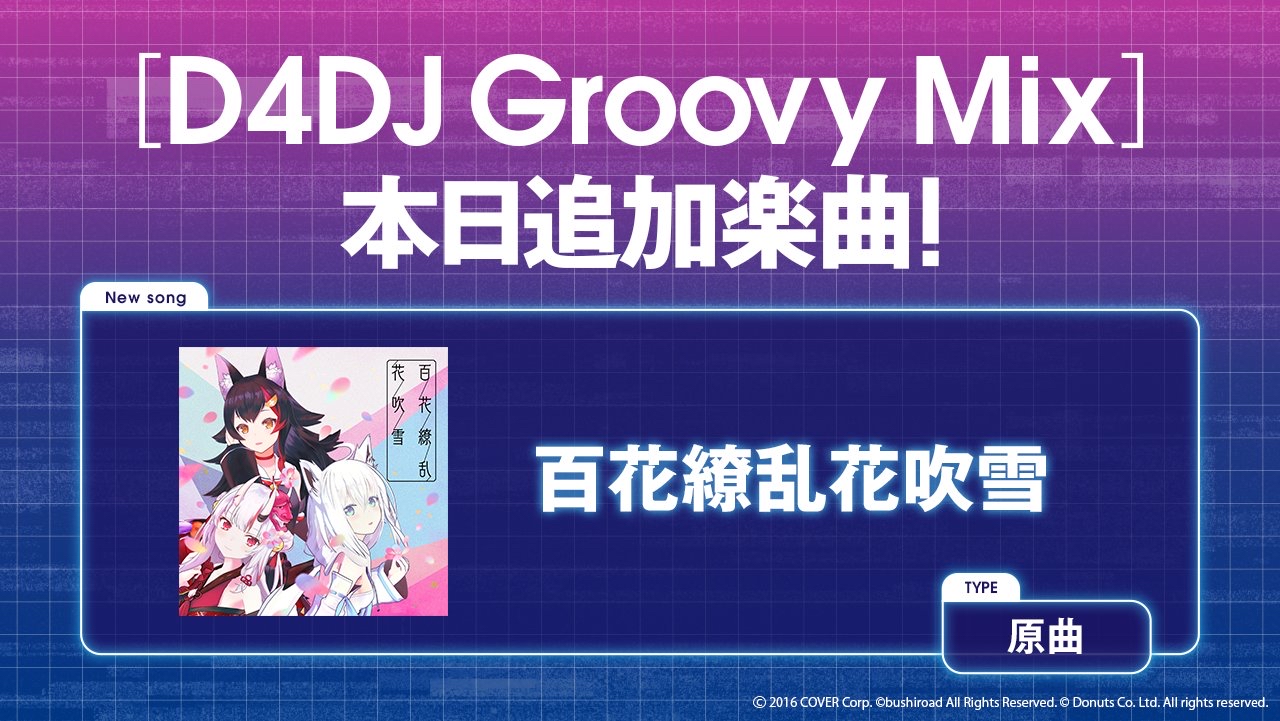 [D4DJ Groovy Mix]
本日追加楽曲!
New song
百花繚乱
花吹雪
百花繚乱花吹雪
TYPE
原曲
© 2016 COVER Corp. ©bushiroad All Rights Reserved. © Donuts Co. Ltd. All rights reserved.